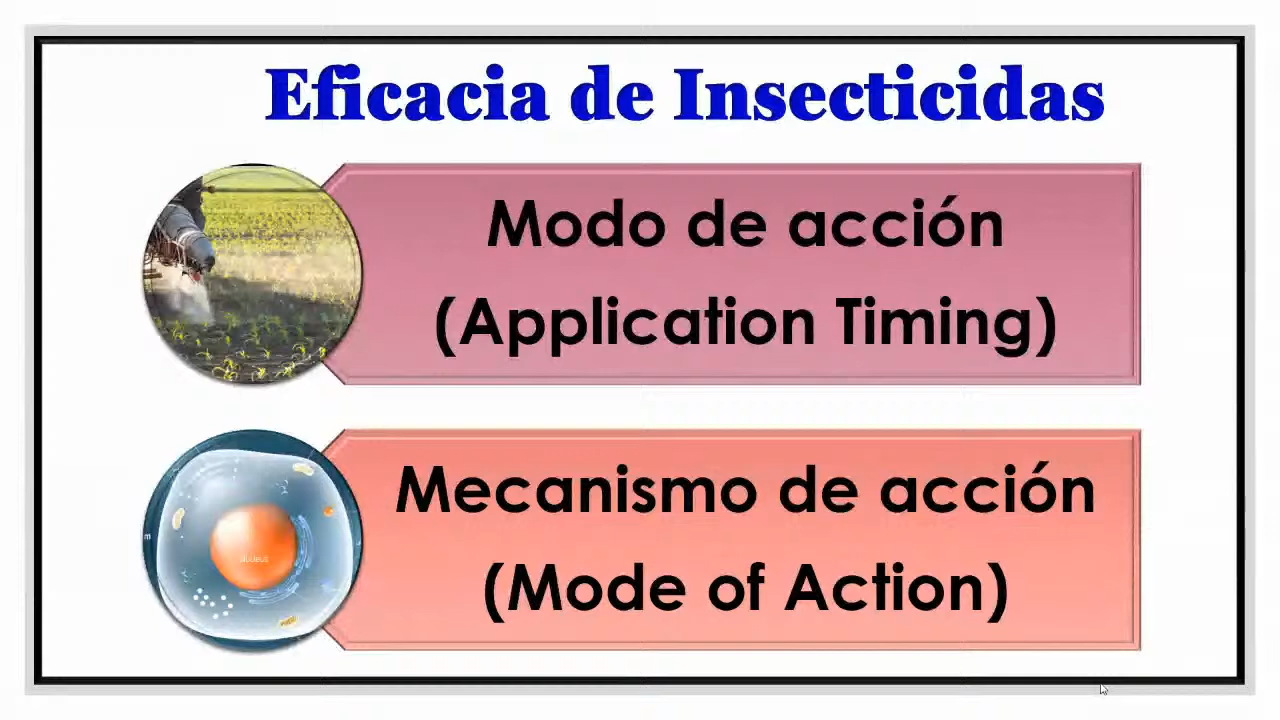 Eficacia de Insecticidas
Modo de acción
(Application Timing)
Mecanismo de acción
(Mode of Action)